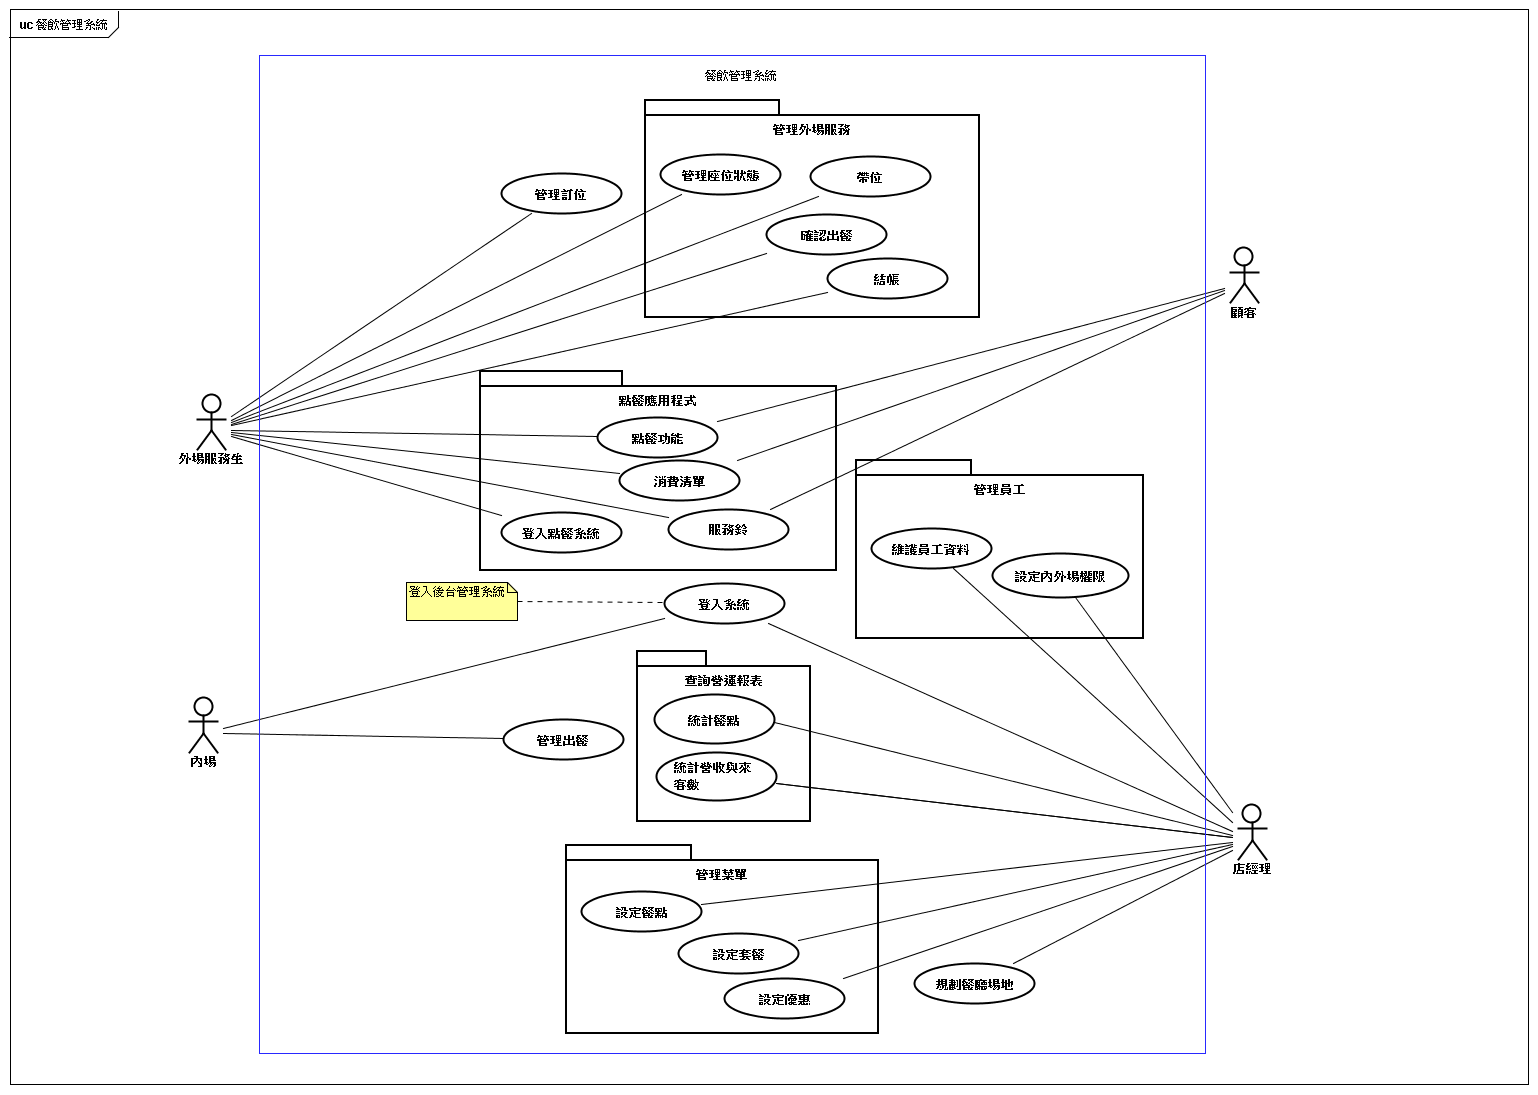 uc 餐飲管理系統
餐飲管理系統
管理外場服務
管理座位狀態
帶位
管理訂位
確認出餐
結帳
顧客
點餐應用程式
點餐功能
外場服務生
消費清單
管理員工
登入點餐系統
服務鈴
維護員工資料
設定內外場權限
登入後台管理系統
登入系統
查詢營運報表
統計餐點
管理出餐
內場
統計營收與來
客數
店經理
管理菜單
設定餐點
設定套餐
設定優惠
規劃餐廳場地